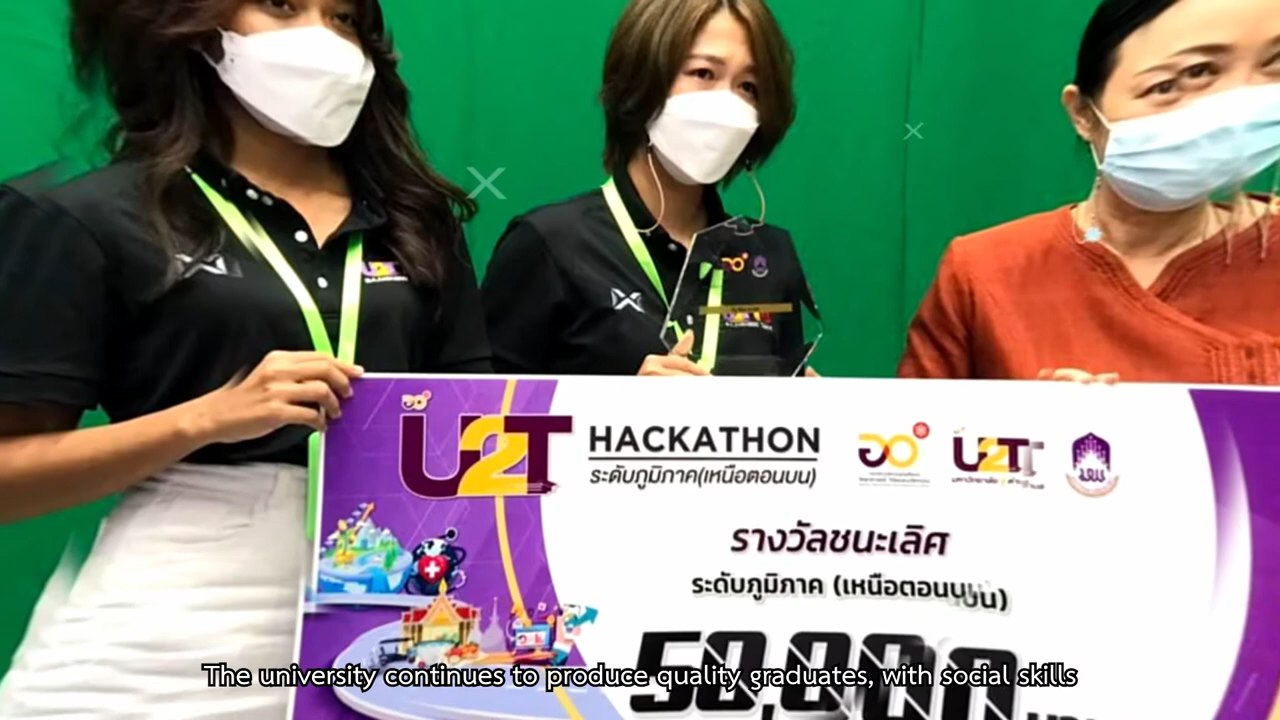 U2T
HACKATHON
ระดับภูมิภาค(เหนือตอนบน)
U2T
รางวัลชนะเลิศ
ระดับภูมิภาค (เหนือตอนบน)
50,000
The university continues to produce quality graduates, with social skills